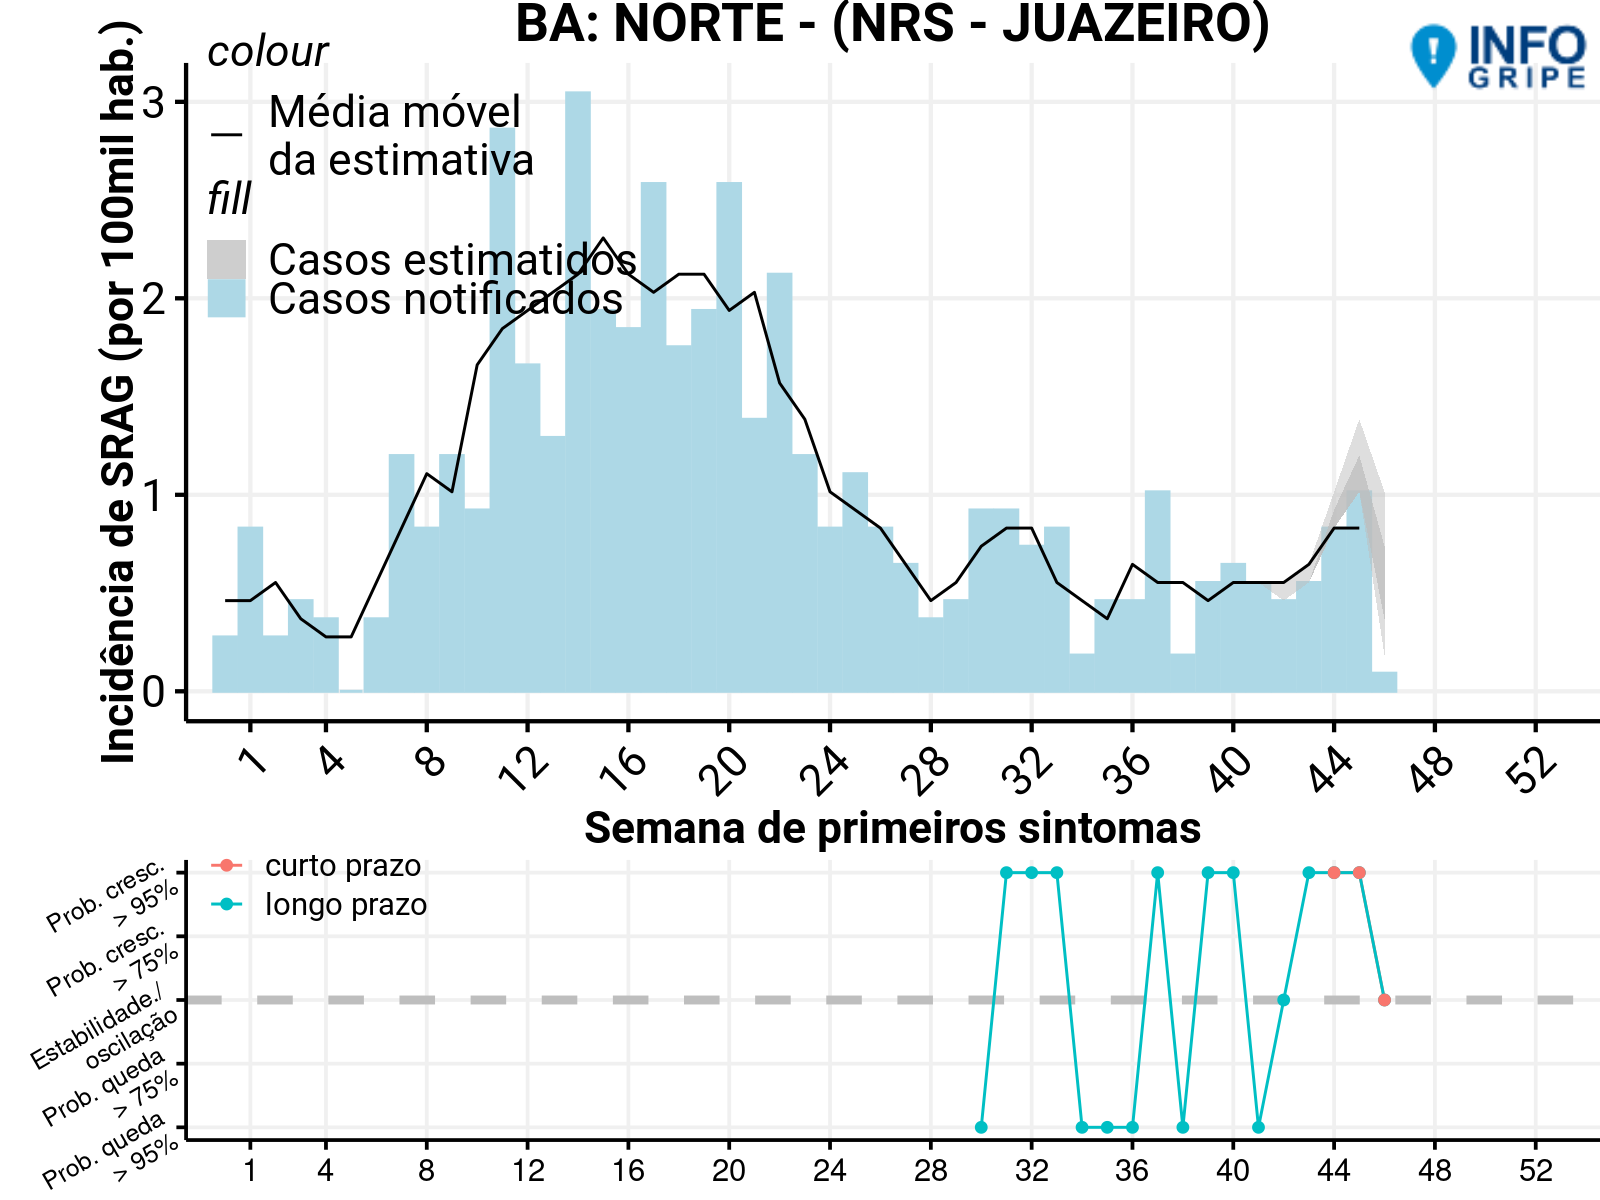 BA: NORTE - (NRS - JUAZEIRO)
INFO
GRIPE
colour
Média móvel
da estimativa
fill
Casos estimatidos
Casos notificados
Incidência de SRAG (por 100mil hab.)
3
2
1
0
1 4 8 12 16 20 24 28 32 36 40 44 48 52
Semana de primeiros sintomas
curto prazo
longo prazo
Prob. cresc.
> 95%
Prob. cresc.
> 75%
Estabilidade./
oscilação
Prob. queda
> 75%
Prob. queda
> 95%
1 4 8 12 16 20 24 28 32 36 40 44 48 52